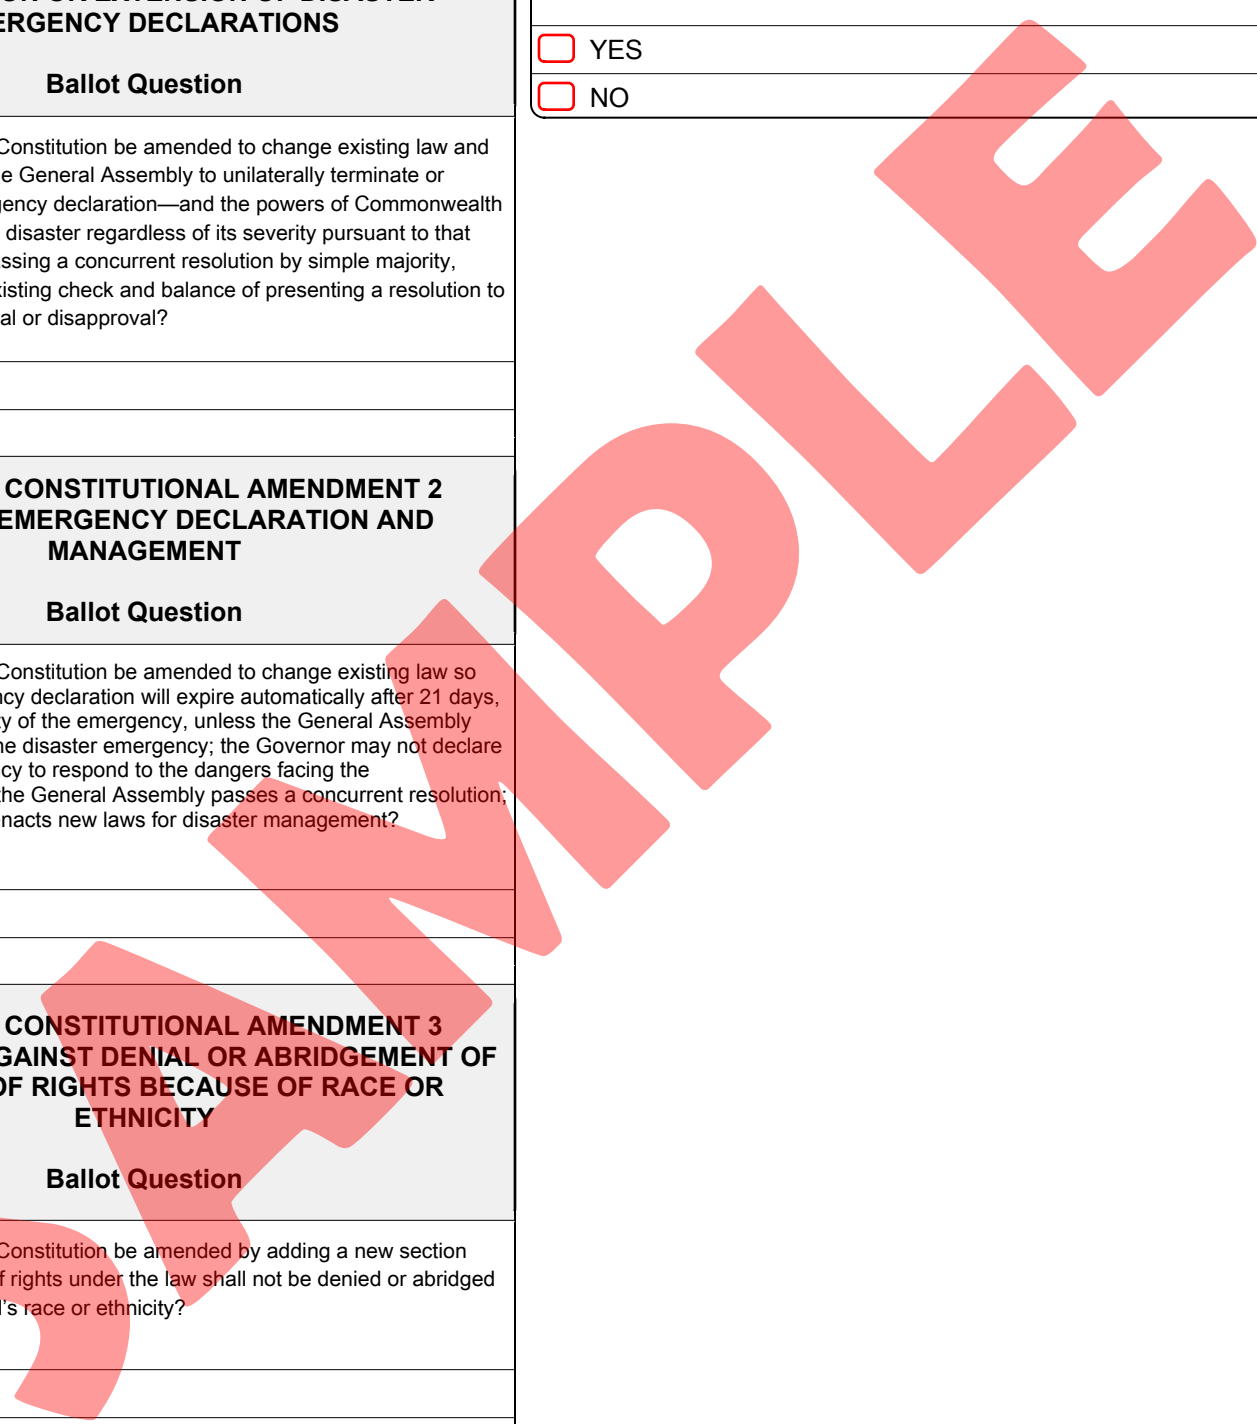 ERGENCY DECLARATIONS
Ballot Question
Constitution be amended to change existing law and
e General Assembly to unilaterally terminate or
gency declaration—and the powers of Commonwealth
disaster regardless of its severity pursuant to that
ssing a concurrent resolution by simple majority,
xisting check and balance of presenting a resolution to
al or disapproval?
CONSTITUTIONAL AMENDMENT 2
EMERGENCY DECLARATION AND
MANAGEMENT
Ballot Question
Constitution be amended to change existing law so
ncy declaration will expire automatically after 21 days,
ty of the emergency, unless the General Assembly
he disaster emergency; the Governor may not declare
cy to respond to the dangers facing the
the General Assembly passes a concurrent resolution;
nacts new laws for disaster management?
CONSTITUTIONAL AMENDMENT 3
GAINST DENIAL OR ABRIDGEMENT OF
OF RIGHTS BECAUSE OF RACE OR
ETHNICITY
Ballot Question
Constitution be amended by adding a new section
f rights under the law shall not be denied or abridged
l's race or ethnicity?
YES
NO
SAMPLE